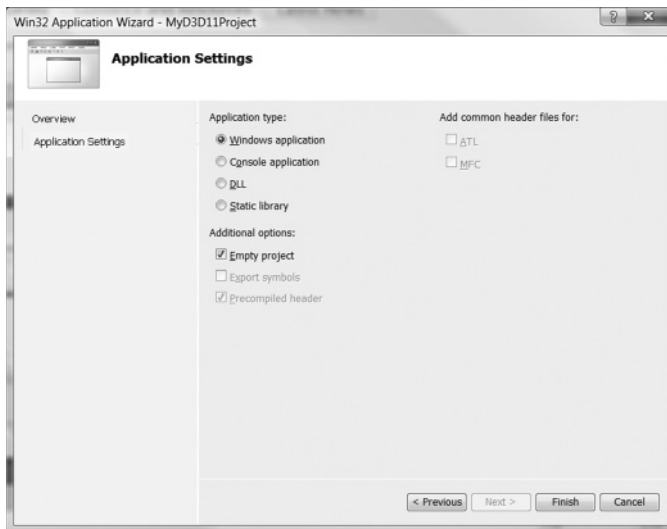 Win32 Application Wizard - MyD3D11Project
Application Settings
Overview
Application Settings
Application type:
Windows application
Console application
DLL
Static library
Additional options:
Empty project
Export symbols
Precompiled header
Add common header files for:
ATL
MFC
< Previous
Next >
Finish
Cancel